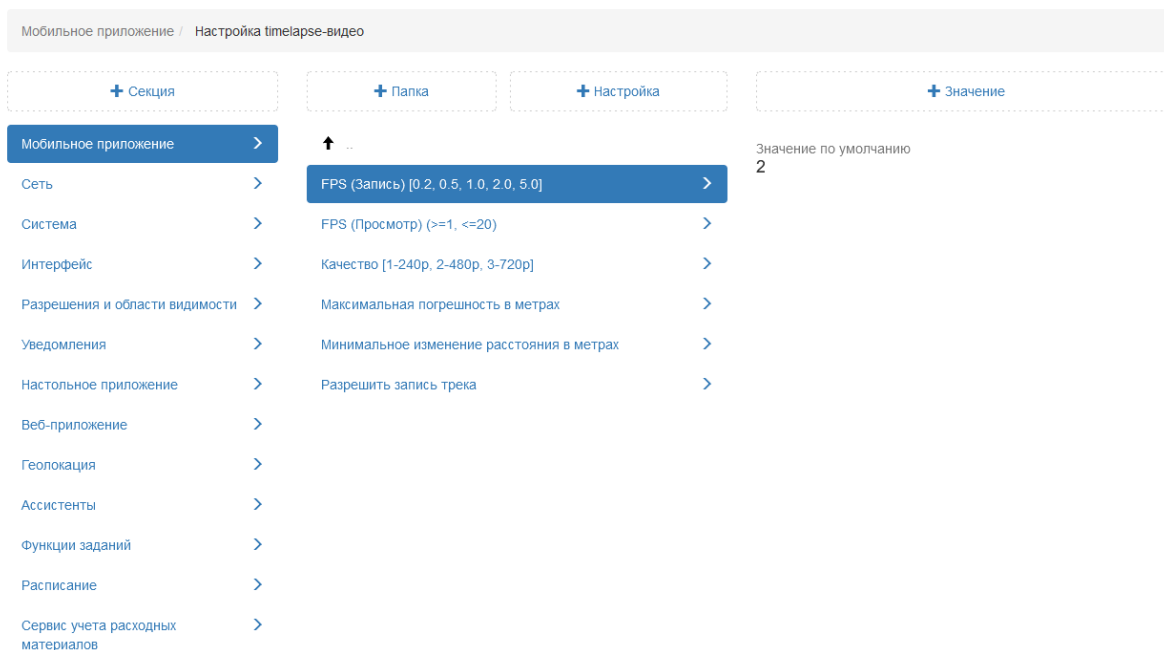 Мобильное приложение / Настройка timelapse-видео
+ Секция
+ Папка
+ Настройка
+ Значение
Мобильное приложение
Сеть
Система
Интерфейс
Разрешения и области видимости
Уведомления
Настольное приложение
Веб-приложение
Геолокация
Ассистенты
Функции заданий
Расписание
Сервис учета расходных
материалов
..
FPS (Запись) [0.2, 0.5, 1.0, 2.0, 5.0]
FPS (Просмотр) (>=1, <=20)
Качество [1-240p, 2-480p, 3-720p]
Максимальная погрешность в метрах
Минимальное изменение расстояния в метрах
Разрешить запись трека
Значение по умолчанию
2